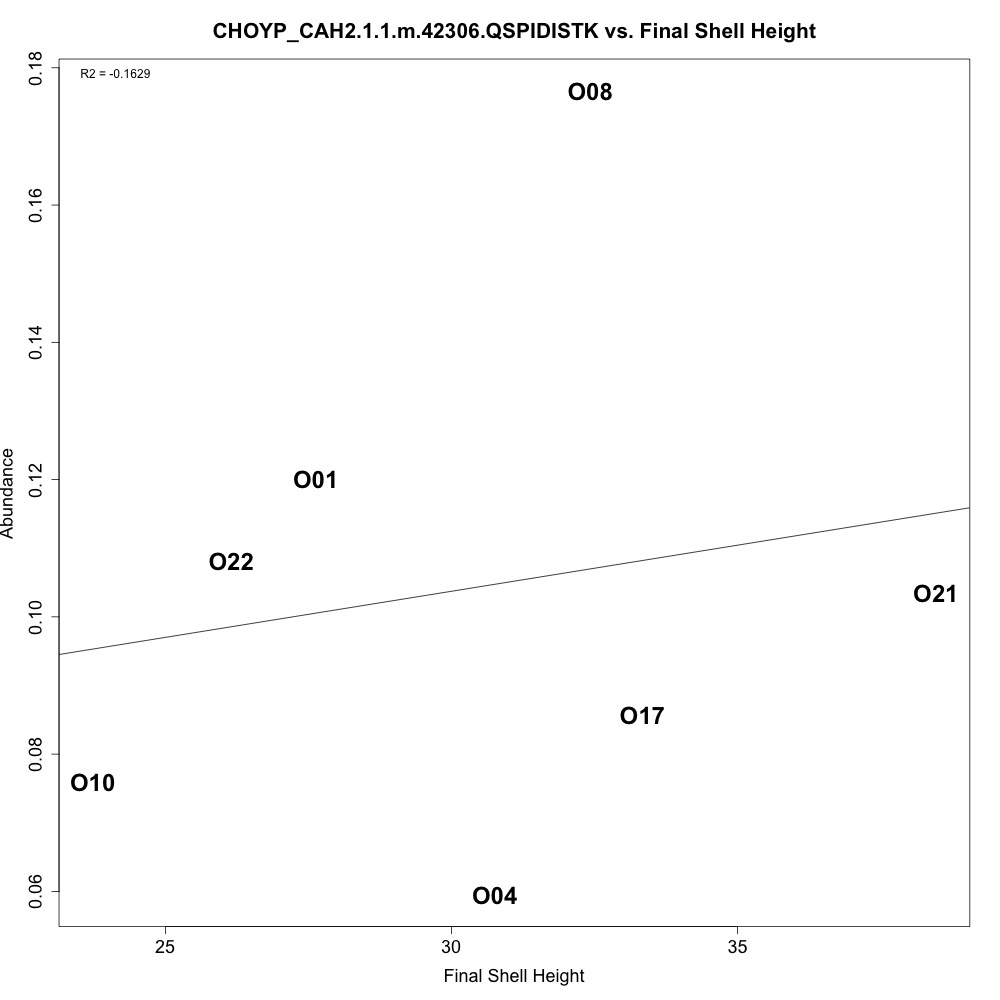 CHOYP_CAH2.1.1.m.42306.QSPIDISTK vs. Final Shell Height
R2 = -0.1629
0.18
O08
0.16
0.14
Abundance
0.12
O01
O22
0.10
O21
O17
0.08
O10
0.06
O04
25 30 35
Final Shell Height